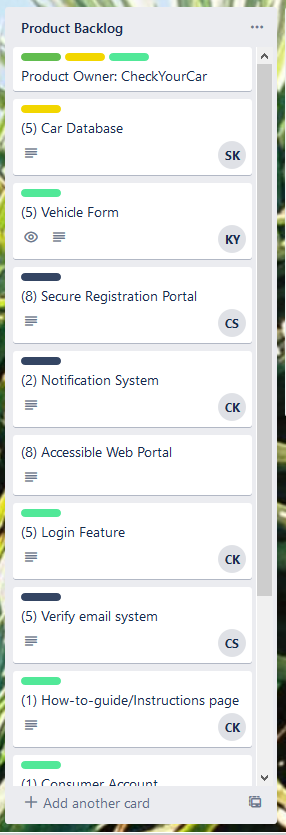 Product Backlog
Product Owner: CheckYourCar
(5) Car Database
SK
(5) Vehicle Form
KY
(8) Secure Registration Portal
CS
(2) Notification System
CK
(8) Accessible Web Portal
(5) Login Feature
CK
(5) Verify email system
CS
(1) How-to-guide/Instructions page
CK
(1) Consumer Account
Add another card